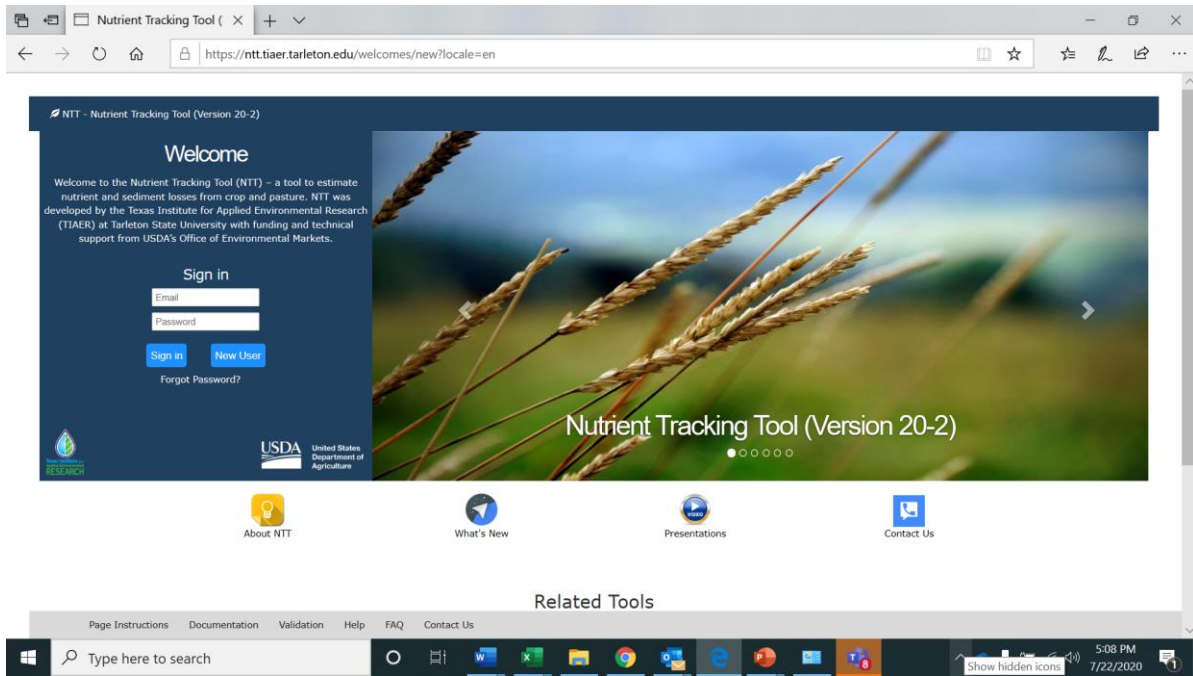 Nutrient Tracking Tool (
https://ntt.tiaer.tarleton.edu/welcomes/new?locale=en
NTT - Nutrient Tracking Tool (Version 20-2)
Welcome
Welcome to the Nutrient Tracking Tool (NTT) – a tool to estimate
nutrient and sediment losses from crop and pasture. NTT was
developed by the Texas Institute for Applied Environmental Research
(TIAER) at Tarleton State University with funding and technical
support from USDA's Office of Environmental Markets.
Sign in
Email
Password
Sign in New User
Forgot Password?
RESEARCH
USDA
United States
Department of
Agriculture
Nutrient Tracking Tool (Version 20-2)
About NTT
What's New
VIDEO
Presentations
Contact Us
Related Tools
Page Instructions Documentation Validation Help FAQ Contact Us
Type here to search
8
Show hidden icons
5:08 PM
7/22/2020
1